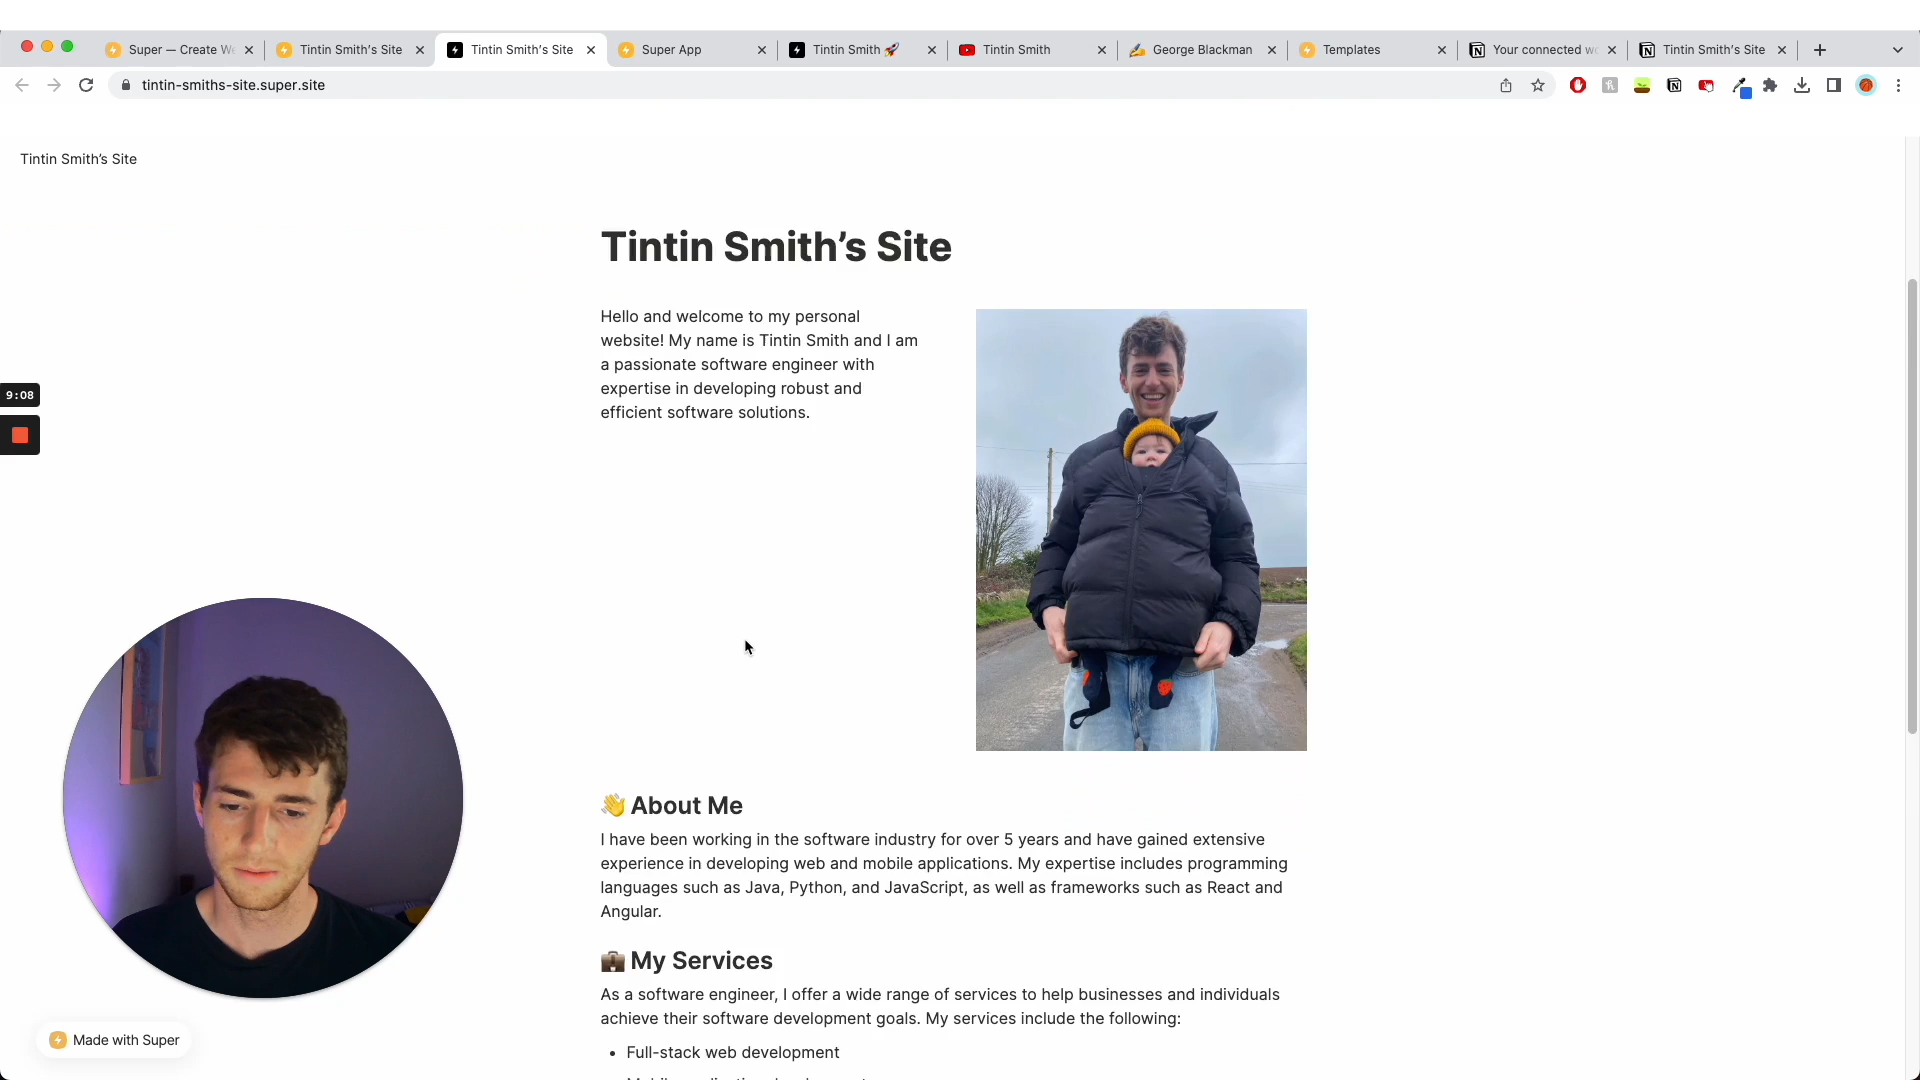 Super — Create We
Tintin Smith's Site
Tintin Smith's Site
Super App
Tintin Smith 🚀
Tintin Smith
George Blackman
Templates
Your connected wo
Tintin Smith's Site
tintin-smiths-site.super.site
Tintin Smith's Site
Tintin Smith's Site
Hello and welcome to my personal
website! My name is Tintin Smith and I am
a passionate software engineer with
expertise in developing robust and
efficient software solutions.
9:08
👋 About Me
I have been working in the software industry for over 5 years and have gained extensive
experience in developing web and mobile applications. My expertise includes programming
languages such as Java, Python, and JavaScript, as well as frameworks such as React and
Angular.
💼 My Services
As a software engineer, I offer a wide range of services to help businesses and individuals
achieve their software development goals. My services include the following:
• Full-stack web development
Made with Super